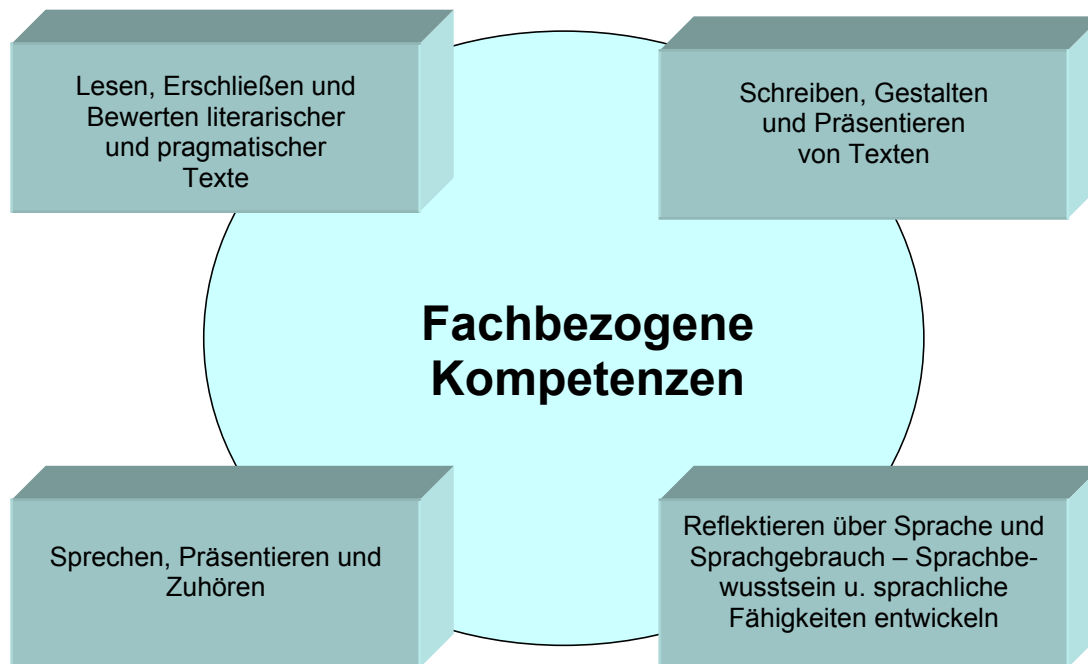 Lesen, Erschließen und
Bewerten literarischer
und pragmatischer
Texte
Schreiben, Gestalten
und Präsentieren
von Texten
Fachbezogene
Kompetenzen
Sprechen, Präsentieren und
Zuhören
Reflektieren über Sprache und
Sprachgebrauch – Sprachbe-
wusstsein u. sprachliche
Fähigkeiten entwickeln